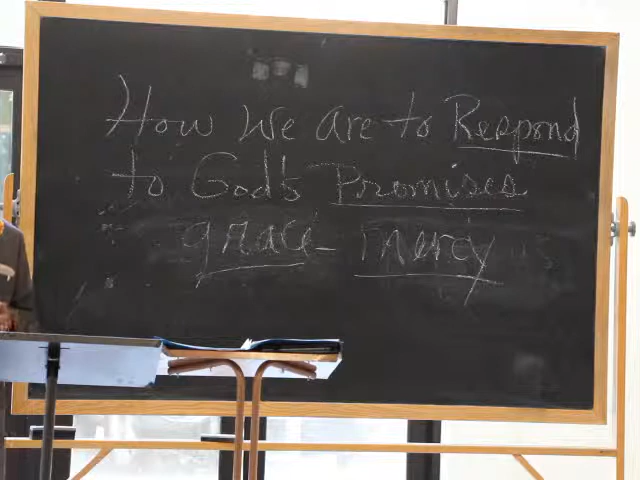 How We are to Respond
to God's Promises
grace - mercy